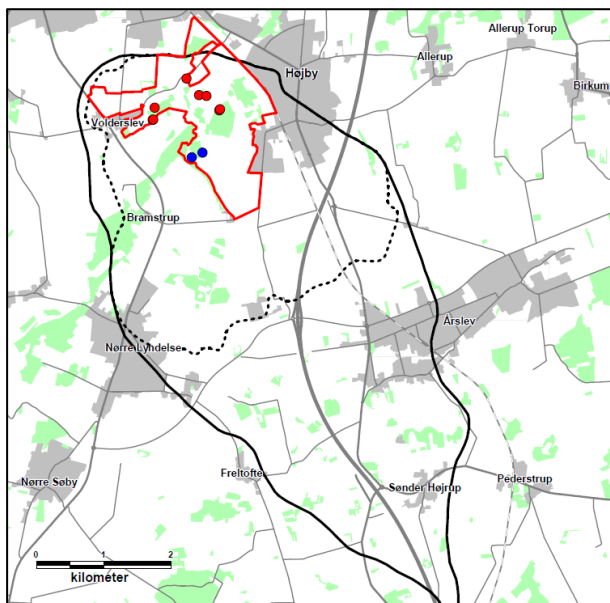 Allerup Torup
Højby
Allerup
Birkum
Volderslev
Bramstrup
Årslev
Nørre Lyndelse
Freltofte
Nørre Søby
Sønder Højrup
Pederstrup
0 1 2
kilometer